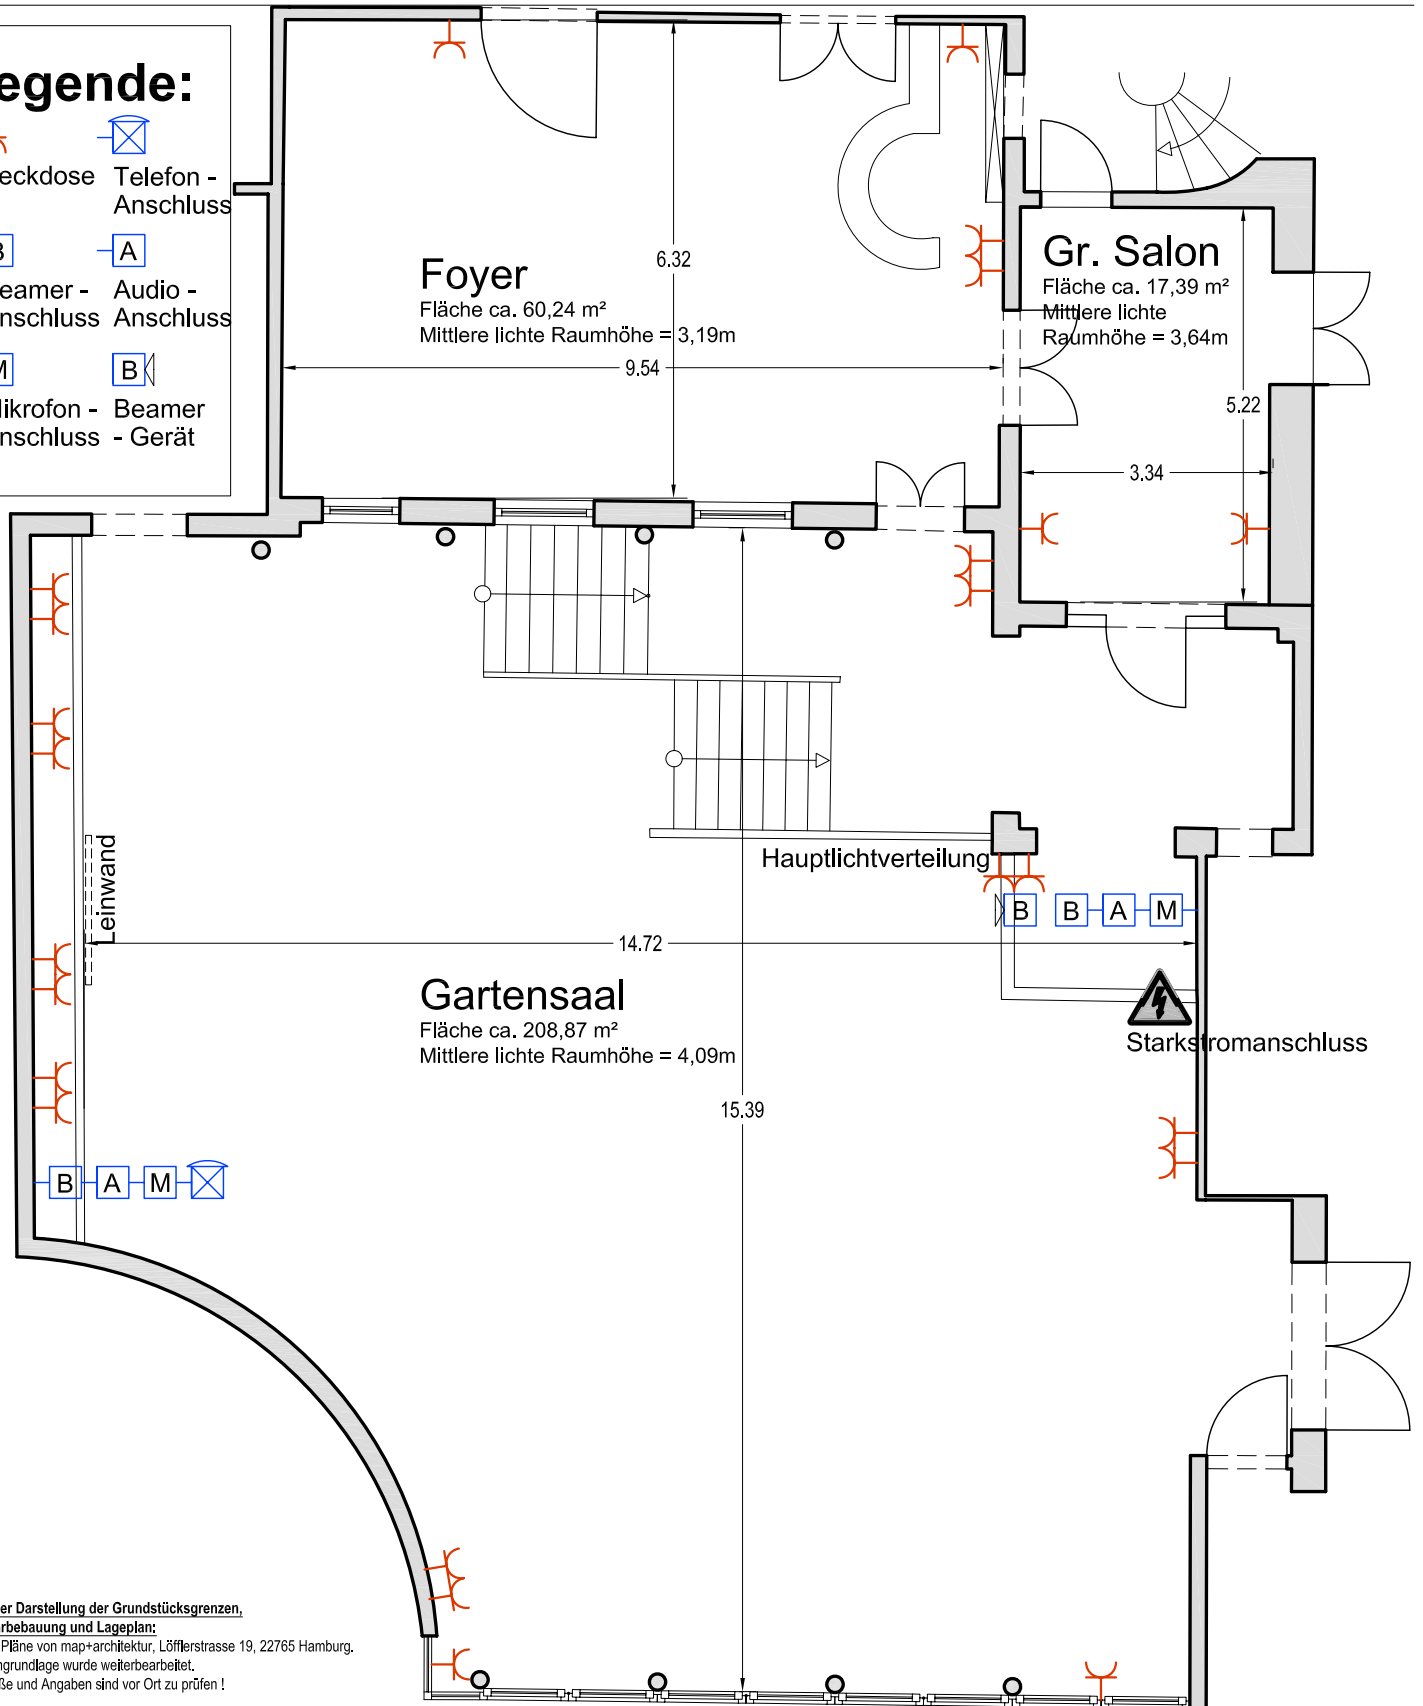 egende:
eckdose
Telefon -
Anschluss
B
A
eamer -
nschluss
Audio -
Anschluss
M
B
likrofon -
nschluss
Beamer
- Gerät
Foyer
Fläche ca. 60,24 m²
Mittlere lichte Raumhöhe = 3,19m
6.32
9.54
Gr. Salon
Fläche ca. 17,39 m²
Mittlere lichte
Raumhöhe = 3,64m
5.22
3.34
Leinwand
Hauptlichtverteilung
B B A M
14.72
Gartensaal
Fläche ca. 208,87 m²
Mittlere lichte Raumhöhe = 4,09m
Starkstromanschluss
15.39
B A M
er Darstellung der Grundstücksgrenzen,
rbebauung und Lageplan:
Pläne von map+architektur, Löfflerstrasse 19, 22765 Hamburg.
ngrundlage wurde weiterbearbeitet.
ße und Angaben sind vor Ort zu prüfen !